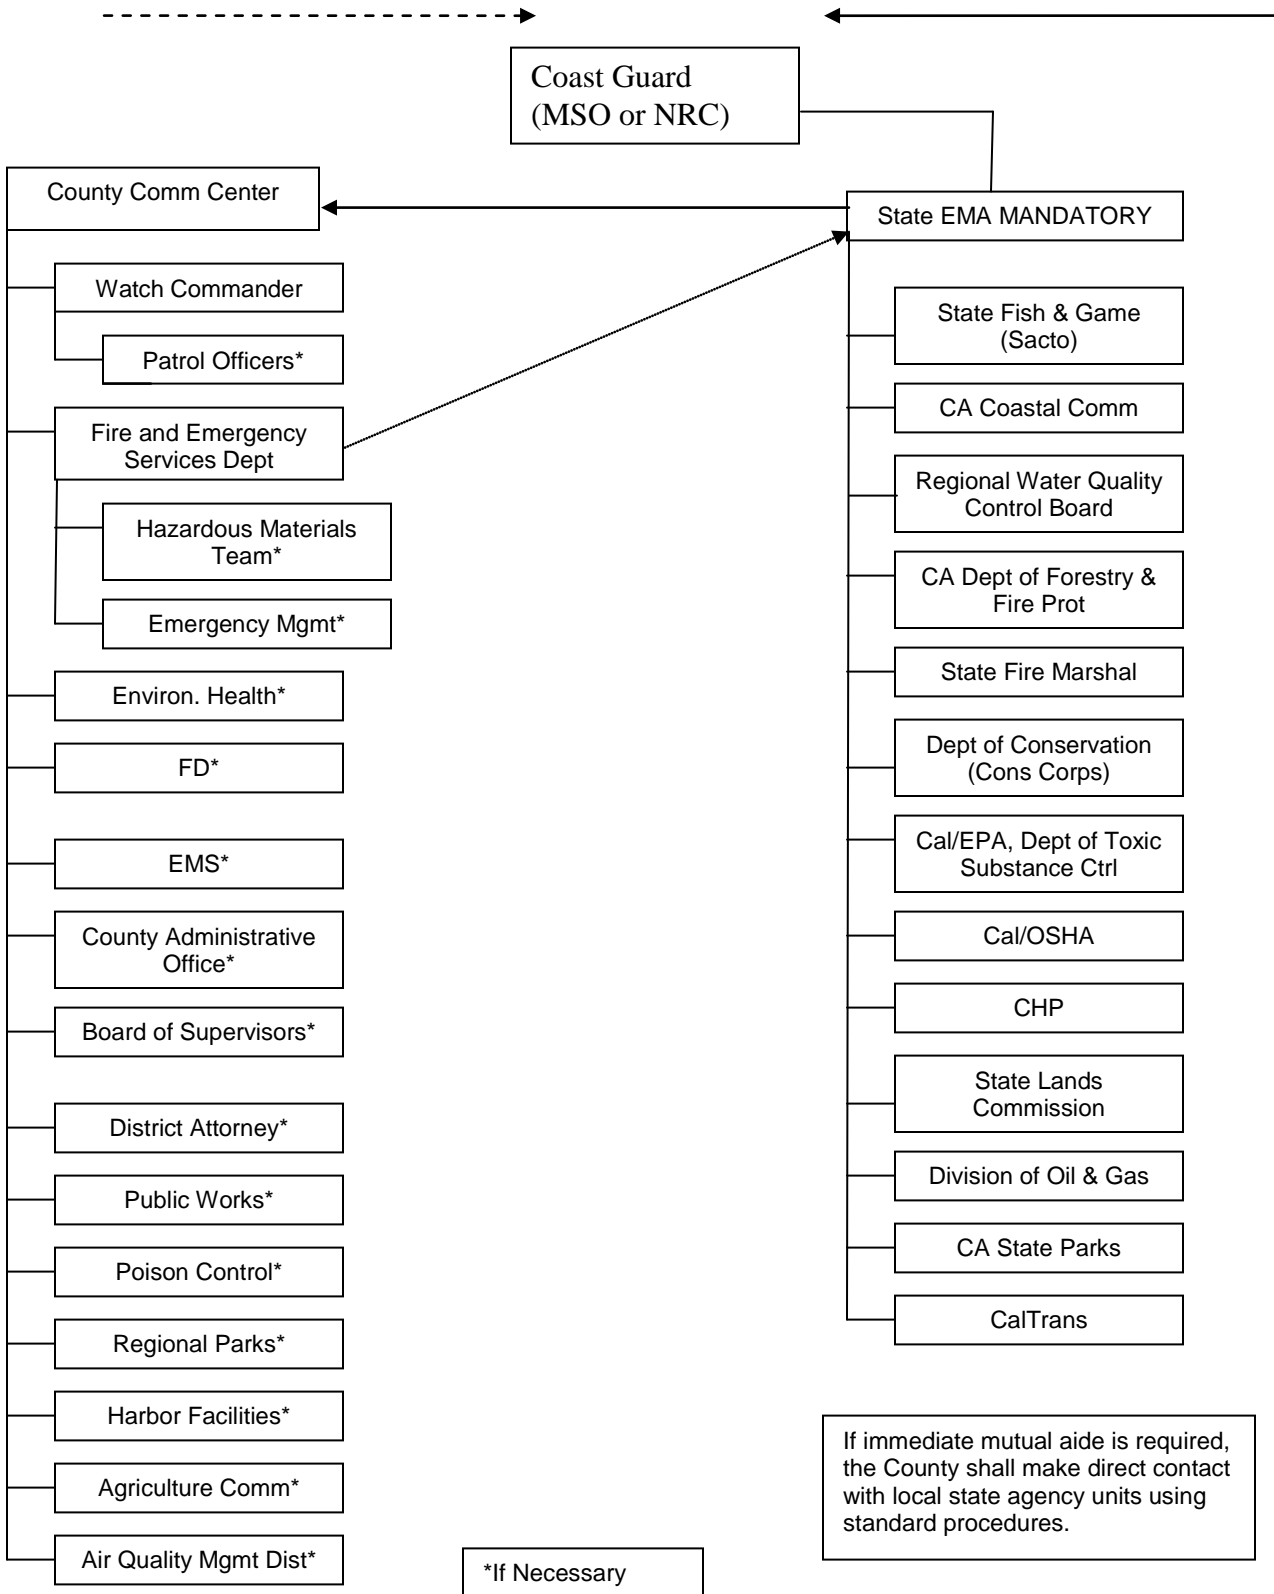 Coast Guard
(MSO or NRC)
County Comm Center
Watch Commander
Patrol Officers*
Fire and Emergency
Services Dept
Hazardous Materials
Team*
Emergency Mgmt*
Environ. Health*
FD*
EMS*
County Administrative
Office*
Board of Supervisors*
District Attorney*
Public Works*
Poison Control*
Regional Parks*
Harbor Facilities*
Agriculture Comm*
Air Quality Mgmt Dist*
State EMA MANDATORY
State Fish & Game
(Sacto)
CA Coastal Comm
Regional Water Quality
Control Board
CA Dept of Forestry &
Fire Prot
State Fire Marshal
Dept of Conservation
(Cons Corps)
Cal/EPA, Dept of Toxic
Substance Ctrl
Cal/OSHA
CHP
State Lands
Commission
Division of Oil & Gas
CA State Parks
CalTrans
If immediate mutual aide is required,
the County shall make direct contact
with local state agency units using
standard procedures.
*If Necessary